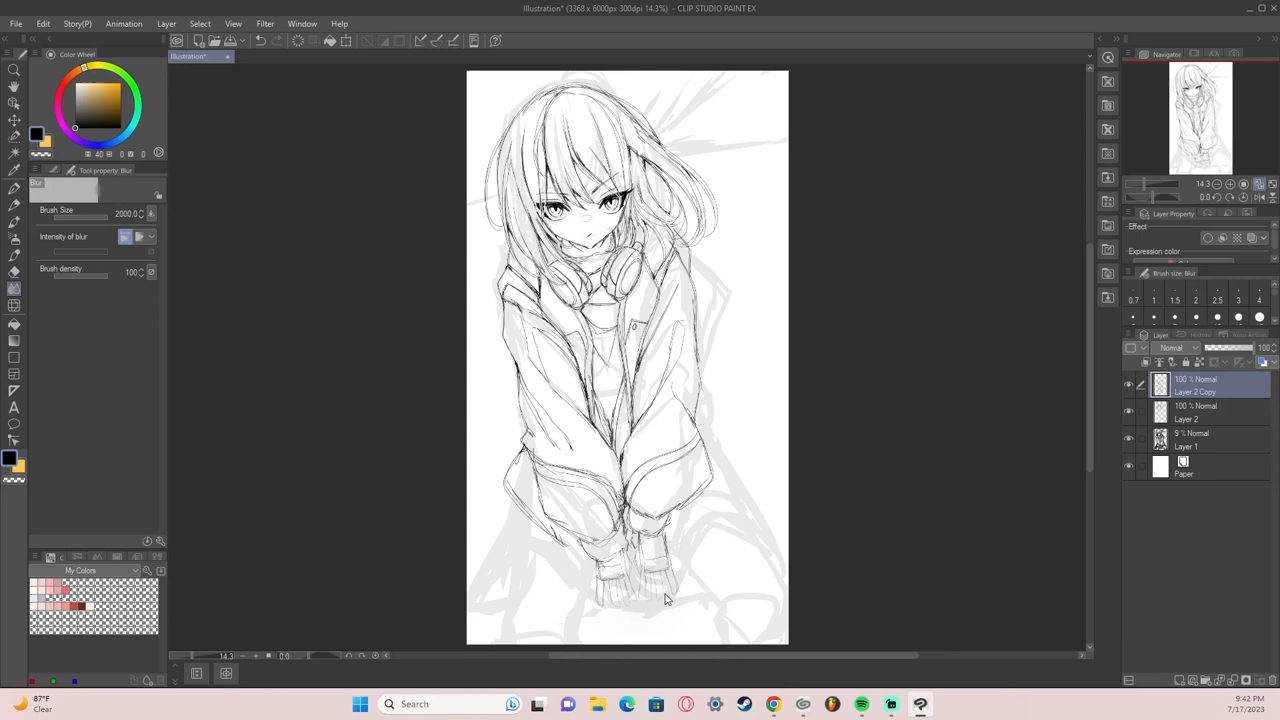 Illustration* (3368 x 6000px 300dpi 14.3%) - CLIP STUDIO PAINT EX
File Edit Story(P) Animation Layer Select View Filter Window Help
Illustration*
Color Wheel
Navigator
40 0 0
Tool property: Blur
Blur
Brush Size 2000.0
Intensity of blur
Brush density 100
14.3
0.0
Layer Property
Effect
Expression color
Brush size: Blur
0.7 1 1.5 2 2.5 3 4
Layer
Normal 100
100 % Normal
Layer 2 Copy
100 % Normal
Layer 2
9 % Normal
Layer 1
Paper
My Colors
14.3 0.0
87°F
Clear
Search
9:42 PM
7/17/2023